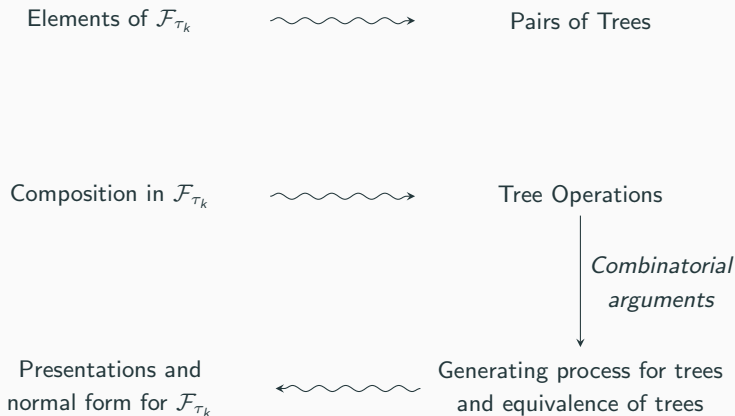 Elements of $\mathcal{F}_{\tau_k}$
Pairs of Trees
Composition in $\mathcal{F}_{\tau_k}$
Tree Operations
Combinatorial
arguments
Presentations and
normal form for $\mathcal{F}_{\tau_k}$
Generating process for trees
and equivalence of trees